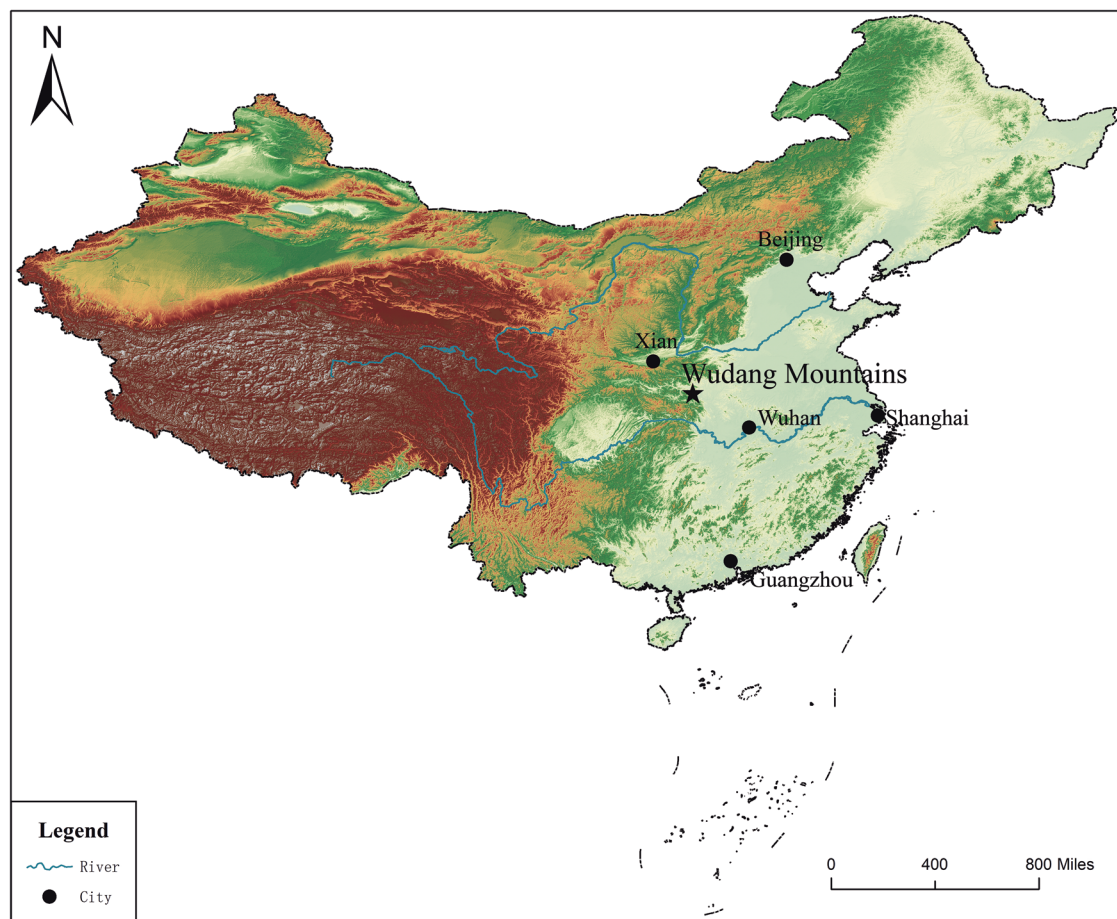 N
Beijing
Xian
Wudang Mountains
Wuhan
Shanghai
Guangzhou
Legend
River
City
0 400 800 Miles